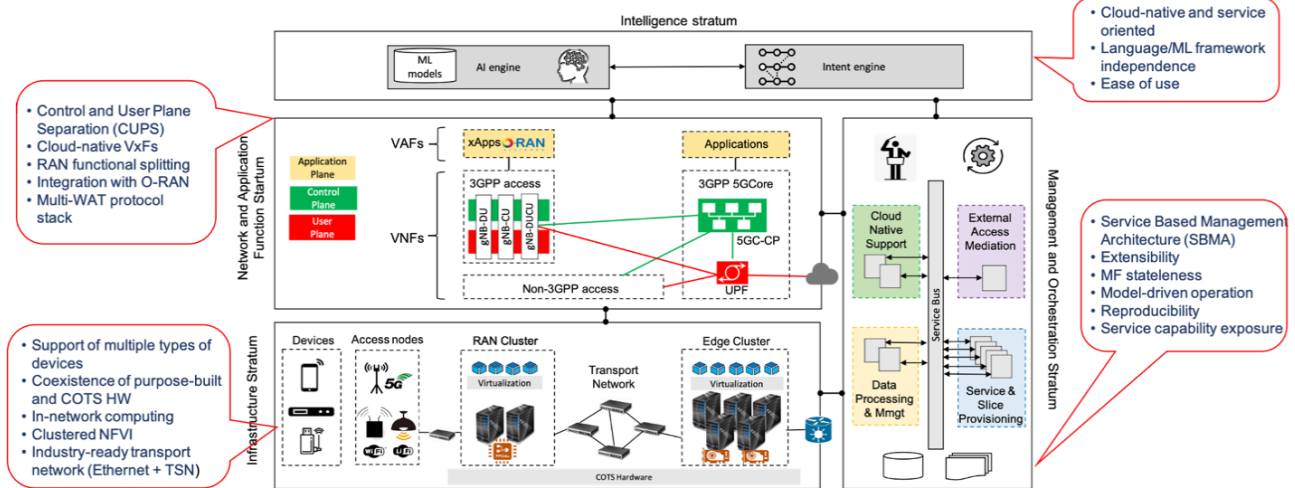 Intelligence stratum
ML
models
AI engine
Intent engine
• Cloud-native and service
oriented
• Language/ML framework
independence
• Ease of use
• Control and User Plane
Separation (CUPS)
• Cloud-native VxFs
• RAN functional splitting
• Integration with O-RAN
• Multi-WAT protocol
stack
Network and Application
Function Startum
Application
Plane
Control
Plane
User
Plane
VAFs
VNFs
xApps
O-RAN
Applications
3GPP access
gNB-DU
gNB-CU
gNB-DUCU
3GPP 5GCore
5GC-CP
UPF
Non-3GPP access
Cloud
Native
Support
External
Access
Mediation
Service Bus
Data
Processing
& Mmgt
Service &
Slice
Provisioning
Management and Orchestration Stratum
• Service Based Management
Architecture (SBMA)
• Extensibility
• MF stateleness
• Model-driven operation
• Reproducibility
• Service capability exposure
• Support of multiple types of
devices
• Coexistence of purpose-built
and COTS HW
• In-network computing
• Clustered NFVI
• Industry-ready transport
network (Ethernet + TSN)
Infrastructure Stratum
Devices
Access nodes
5G
WiFi
LiFi
RAN Cluster
Virtualization
Transport
Network
Edge Cluster
Virtualization
COTS Hardware